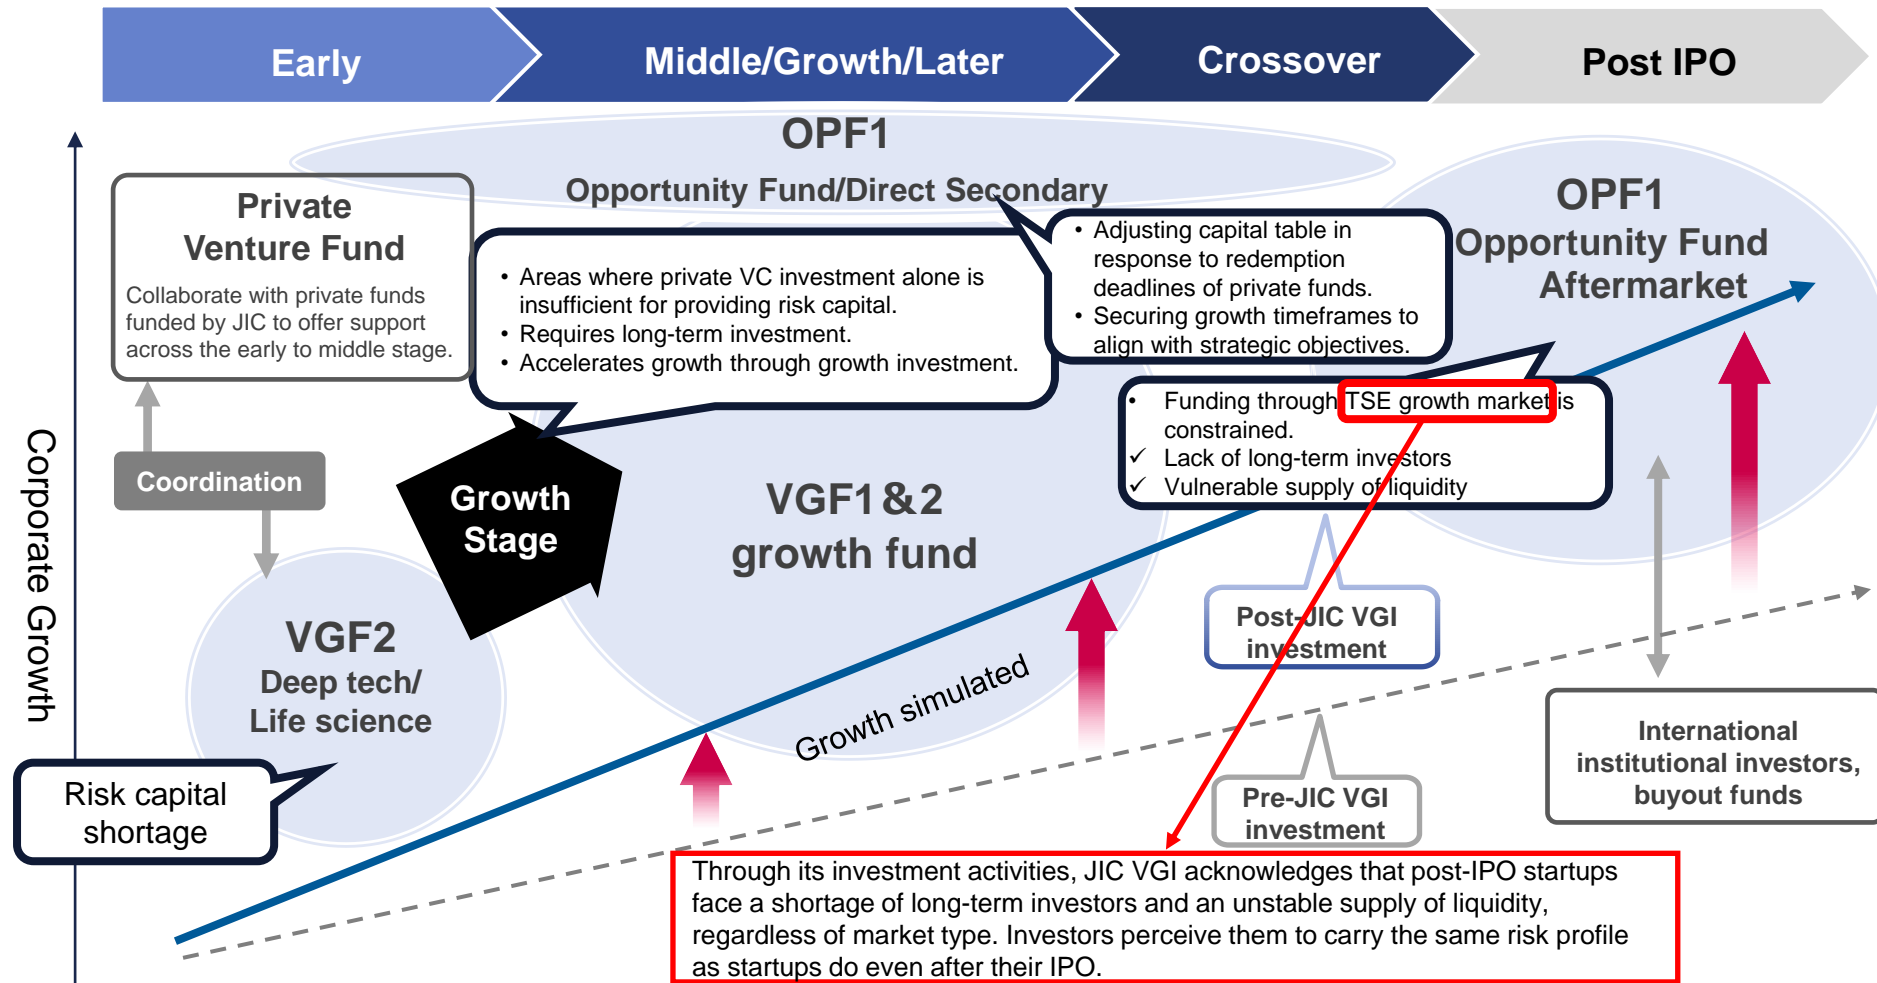 Early
Middle/Growth/Later
Crossover
Post IPO
OPF1
Opportunity Fund/Direct Secondary
Private
Venture Fund
Collaborate with private funds
funded by JIC to offer support
across the early to middle stage.
• Areas where private VC investment alone is
insufficient for providing risk capital.
• Requires long-term investment.
• Accelerates growth through growth investment.
• Adjusting capital table in
response to redemption
deadlines of private funds.
• Securing growth timeframes to
align with strategic objectives.
OPF1
Opportunity Fund
Aftermarket
• Funding through TSE growth market is
constrained.
✓ Lack of long-term investors
✓ Vulnerable supply of liquidity
Corporate Growth
Coordination
Growth
Stage
VGF1&2
growth fund
VGF2
Deep tech/
Life science
Risk capital
shortage
Growth simulated
Post-JIC VGI
investment
Pre-JIC VGI
investment
International
institutional investors,
buyout funds
Through its investment activities, JIC VGI acknowledges that post-IPO startups
face a shortage of long-term investors and an unstable supply of liquidity,
regardless of market type. Investors perceive them to carry the same risk profile
as startups do even after their IPO.